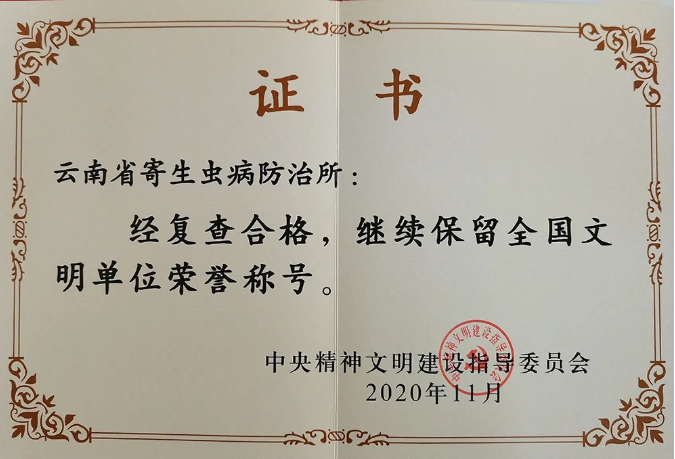 证书
云南省寄生虫病防治所：
经复查合格，继续保留全国文
明单位荣誉称号。
中央精神文明建设指导委员会
2020年11月